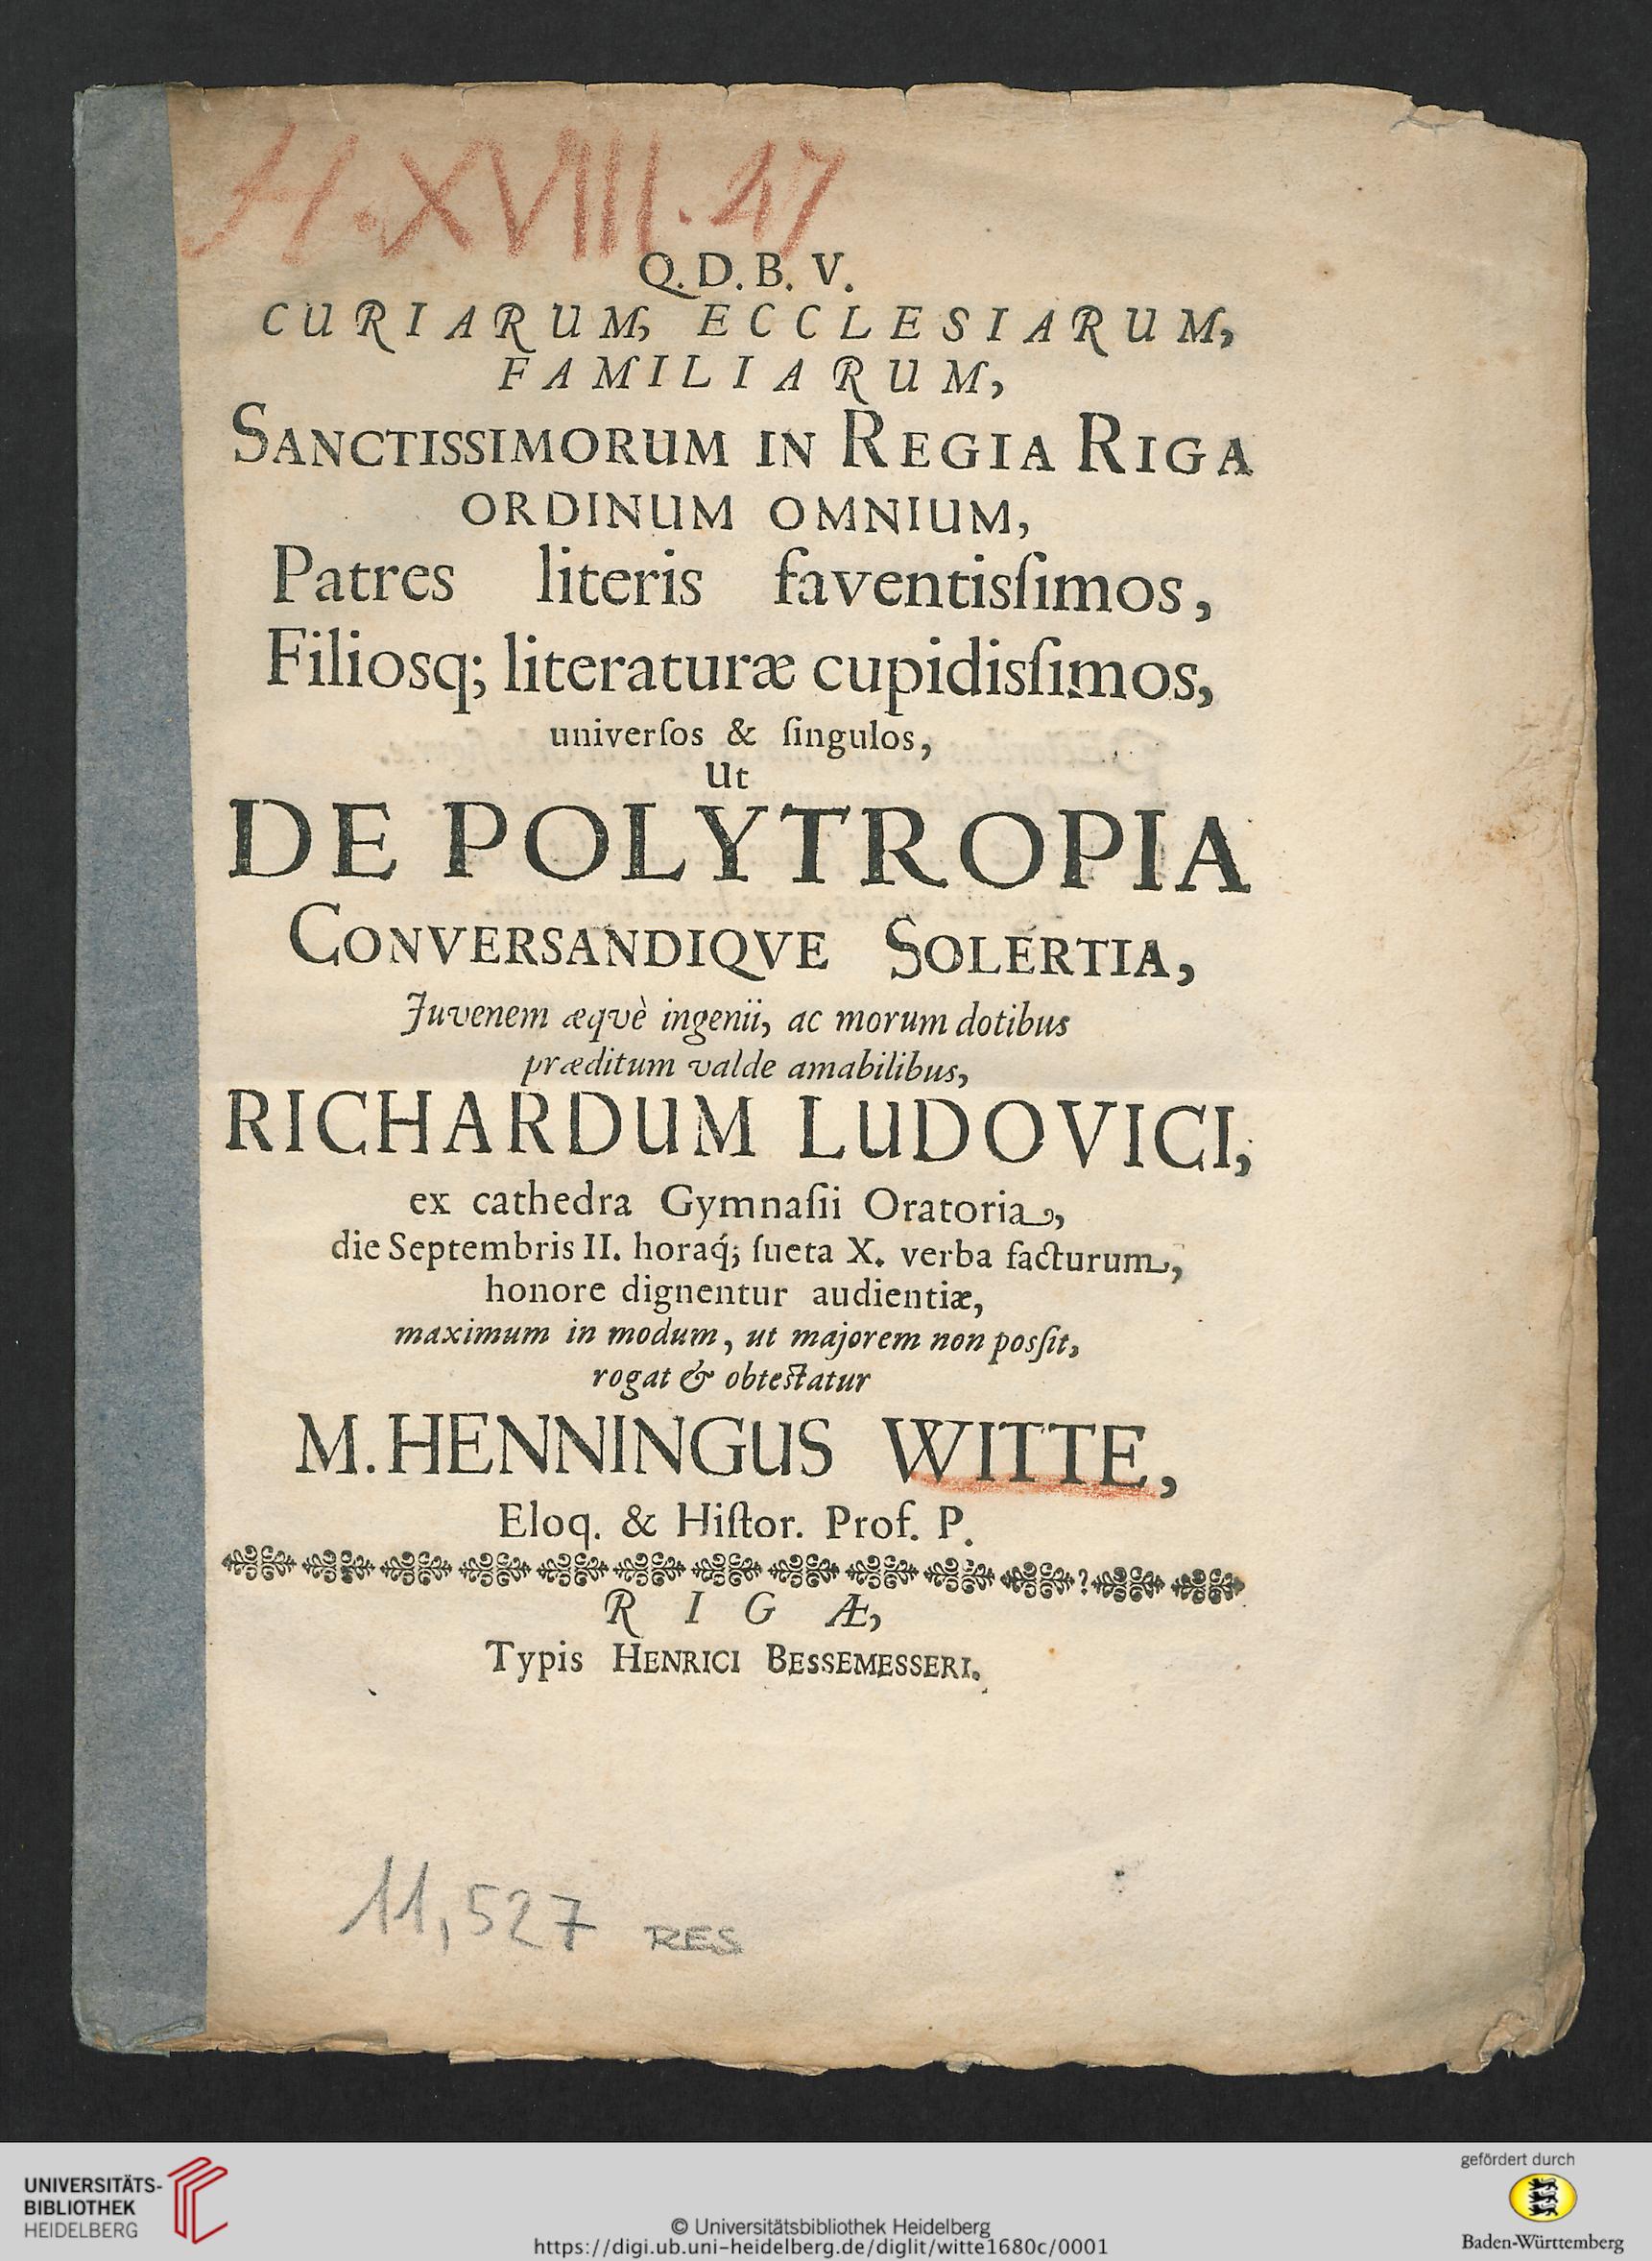 H. XVIII. 47
Q. D. B. V.
CURIARUM, ECCLESIARUM,
FAMILIARUM,
SANCTISSIMORUM IN REGIA RIGA
ORDINUM OMNIUM,
Patres literis faventisſimos,
Filiosq; literaturæ cupidisſimos,
univerſos & ſingulos,
Ut
DE POLYTROPIA
CONVERSANDIQVE SOLERTIA,
Juvenem æqvè ingenii, ac morum dotibus
præditum valde amabilibus,
RICHARDUM LUDOVICI,
ex cathedra Gymnaſii Oratoria,
die Septembris II. horaq́; ſueta X. verba facturum,
honore dignentur audientiæ,
maximum in modum, ut majorem non posſit,
rogat & obteſtatur
M. HENNINGUS WITTE,
Eloq. & Hiſtor. Prof. P.
RIGÆ,
Typis HENRICI BESSEMESSERI.
11,527 RES
UNIVERSITÄTS-
BIBLIOTHEK
HEIDELBERG
© Universitätsbibliothek Heidelberg
https://digi.ub.uni-heidelberg.de/diglit/witte1680c/0001
gefördert durch
Baden-Württemberg